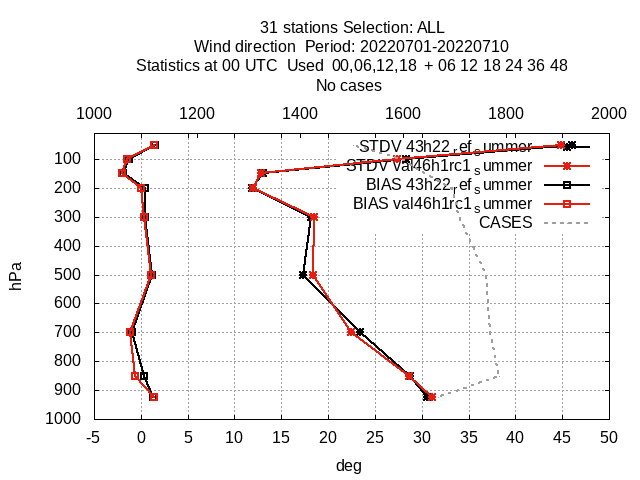 31 stations Selection: ALL
Wind direction  Period: 20220701-20220710
Statistics at 00 UTC  Used  00,06,12,18  + 06 12 18 24 36 48
No cases
1000 1200 1400 1600 1800 2000
STDV 43h22_ref_summer
STDV val46h1rc1_summer
BIAS 43h22_ref_summer
BIAS val46h1rc1_summer
CASES
hPa
100
200
300
400
500
600
700
800
900
1000
-5 0 5 10 15 20 25 30 35 40 45 50
deg